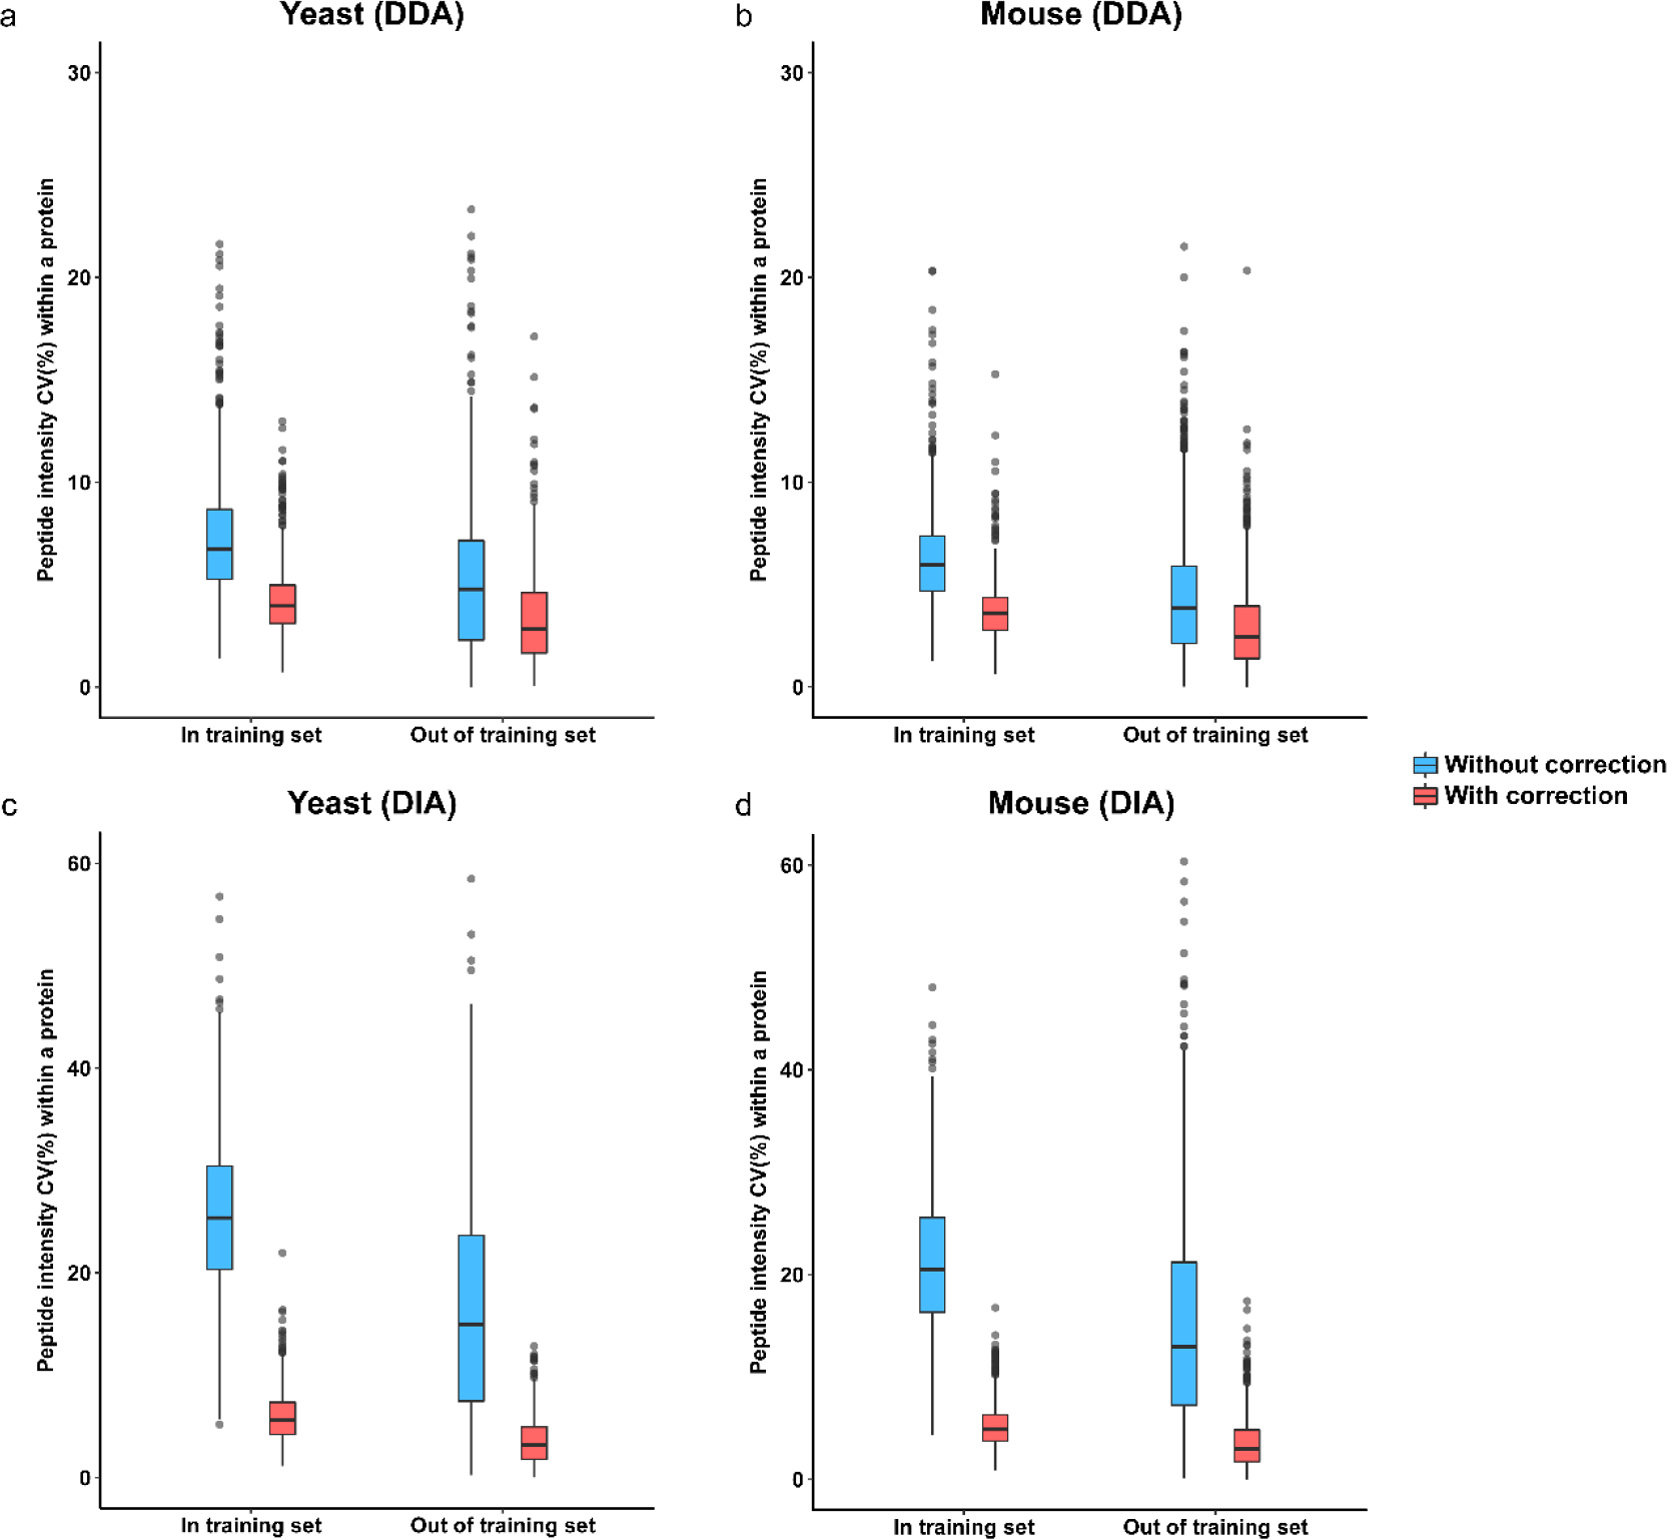 a
Yeast (DDA)
b
Mouse (DDA)
Peptide intensity CV(%) within a protein
30
20
10
0
In training set
Out of training set
Peptide intensity CV(%) within a protein
30
20
10
0
In training set
Out of training set
Without correction
With correction
c
Yeast (DIA)
d
Mouse (DIA)
Peptide intensity CV(%) within a protein
60
40
20
0
In training set
Out of training set
Peptide intensity CV(%) within a protein
60
40
20
0
In training set
Out of training set